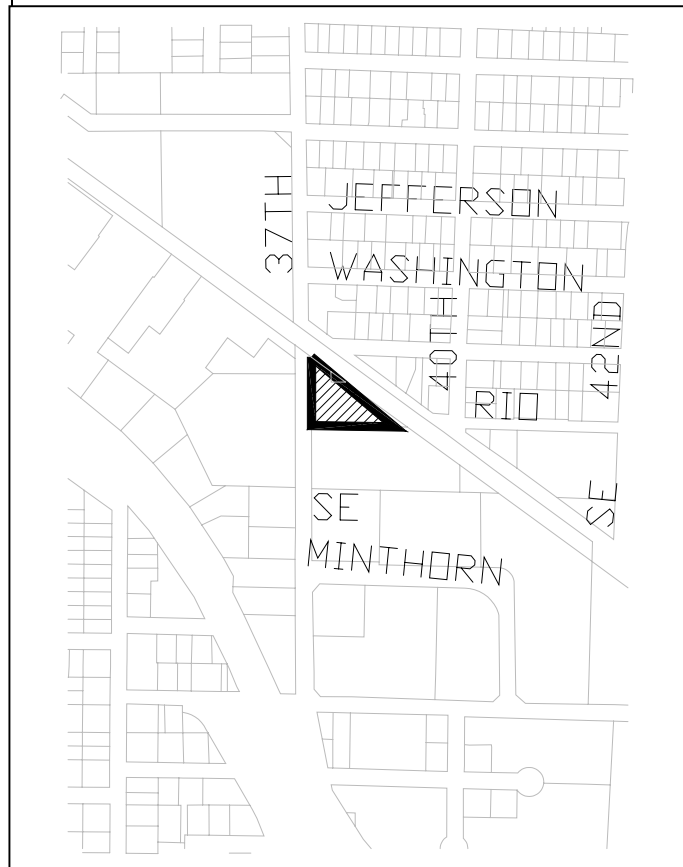 37TH
JEFFERSON
WASHINGTON
40TH
42ND
RIO
SE
SE
MINTHORN